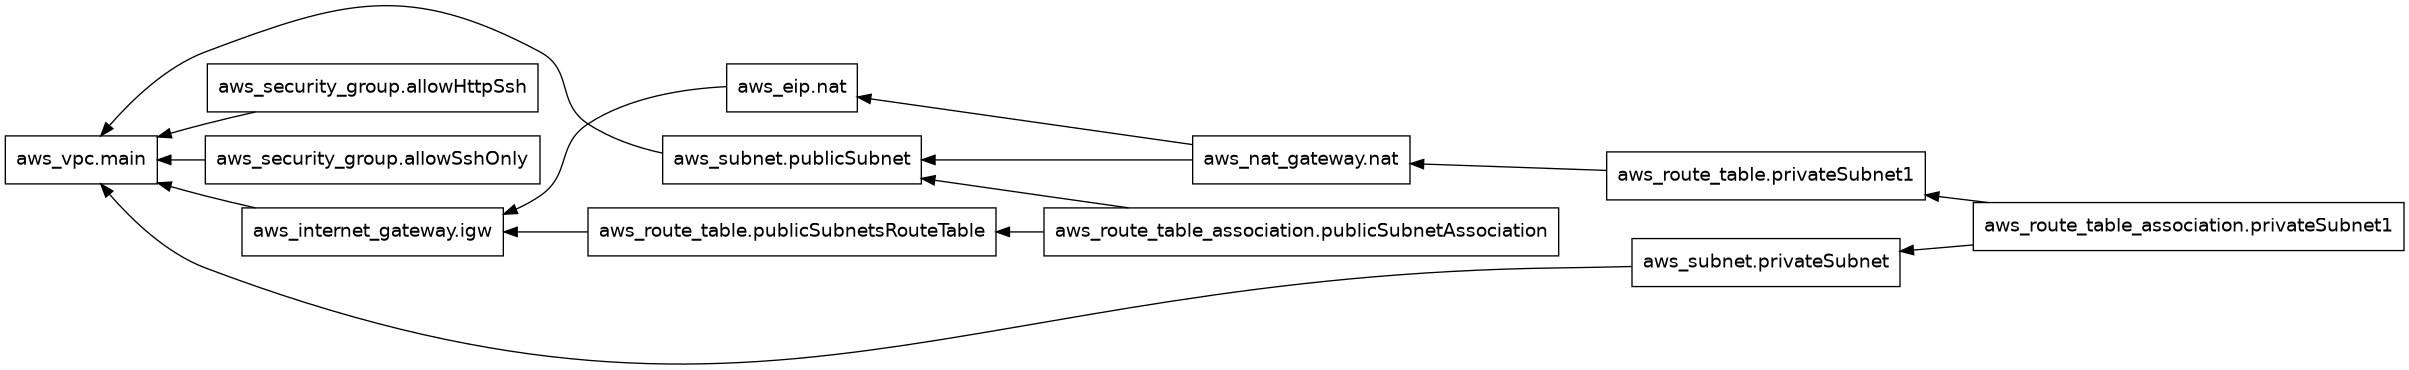 aws_security_group.allowHttpSsh
aws_eip.nat
aws_vpc.main
aws_security_group.allowSshOnly
aws_subnet.publicSubnet
aws_nat_gateway.nat
aws_route_table.privateSubnet1
aws_internet_gateway.igw
aws_route_table.publicSubnetsRouteTable
aws_route_table_association.publicSubnetAssociation
aws_route_table_association.privateSubnet1
aws_subnet.privateSubnet